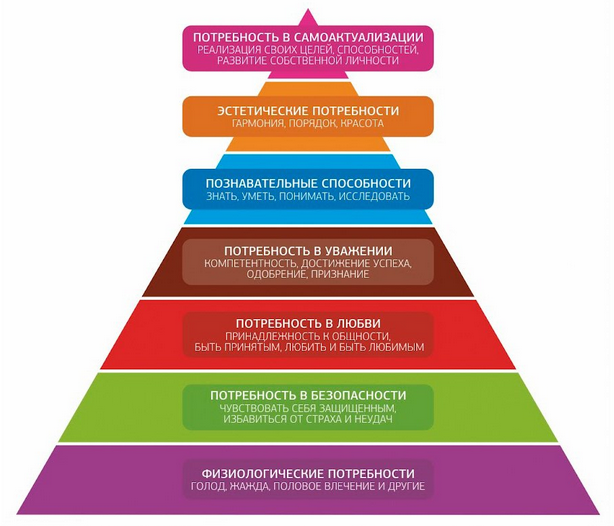 ПОТРЕБНОСТЬ В САМОАКТУАЛИЗАЦИИ
РЕАЛИЗАЦИЯ СВОИХ ЦЕЛЕЙ, СПОСОБНОСТЕЙ,
РАЗВИТИЕ СОБСТВЕННОЙ ЛИЧНОСТИ
ЭСТЕТИЧЕСКИЕ ПОТРЕБНОСТИ
ГАРМОНИЯ, ПОРЯДОК, КРАСОТА
ПОЗНАВАТЕЛЬНЫЕ СПОСОБНОСТИ
ЗНАТЬ, УМЕТЬ, ПОНИМАТЬ, ИССЛЕДОВАТЬ
ПОТРЕБНОСТЬ В УВАЖЕНИИ
КОМПЕТЕНТНОСТЬ, ДОСТИЖЕНИЕ УСПЕХА,
ОДОБРЕНИЕ, ПРИЗНАНИЕ
ПОТРЕБНОСТЬ В ЛЮБВИ
ПРИНАДЛЕЖНОСТЬ К ОБЩНОСТИ,
БЫТЬ ПРИНЯТЫМ, ЛЮБИТЬ И БЫТЬ ЛЮБИМЫМ
ПОТРЕБНОСТЬ В БЕЗОПАСНОСТИ
ЧУВСТВОВАТЬ СЕБЯ ЗАЩИЩЕННЫМ,
ИЗБАВИТЬСЯ ОТ СТРАХА И НЕУДАЧ
ФИЗИОЛОГИЧЕСКИЕ ПОТРЕБНОСТИ
ГОЛОД, ЖАЖДА, ПОЛОВОЕ ВЛЕЧЕНИЕ И ДРУГИЕ